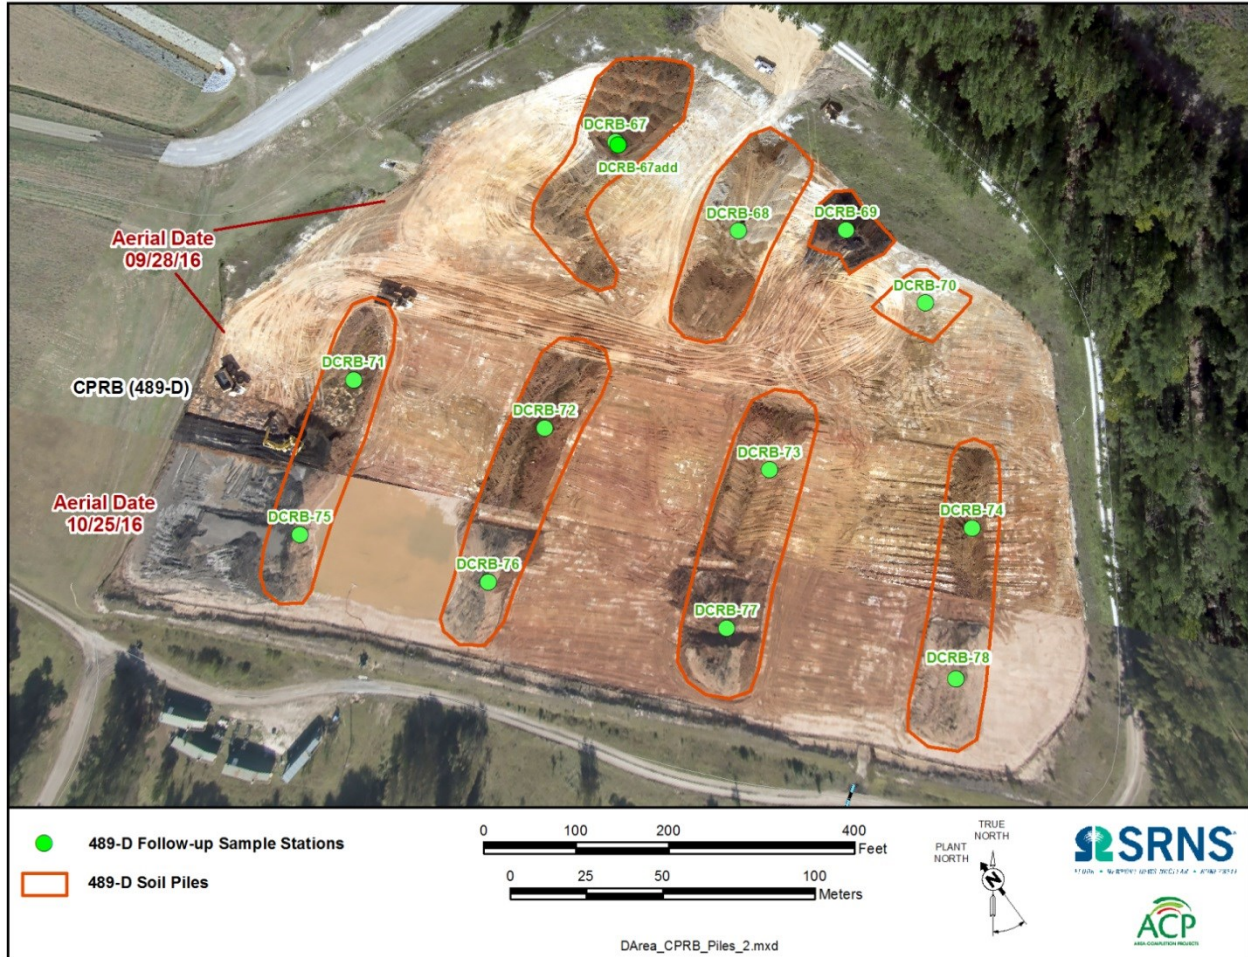 DCRB-67
DCRB-67add
DCRB-68
DCRB-69
Aerial Date
09/28/16
DCRB-70
DCRB-71
CPRB (489-D)
DCRB-72
DCRB-73
Aerial Date
10/25/16
DCRB-74
DCRB-75
DCRB-76
DCRB-77
DCRB-78
489-D Follow-up Sample Stations
489-D Soil Piles
0 100 200 400
Feet
0 25 50 100
Meters
DArea_CPRB_Piles_2.mxd
TRUE
NORTH
PLANT
NORTH
N
SRNS
ACP
AREA COMPLETION PROJECTS